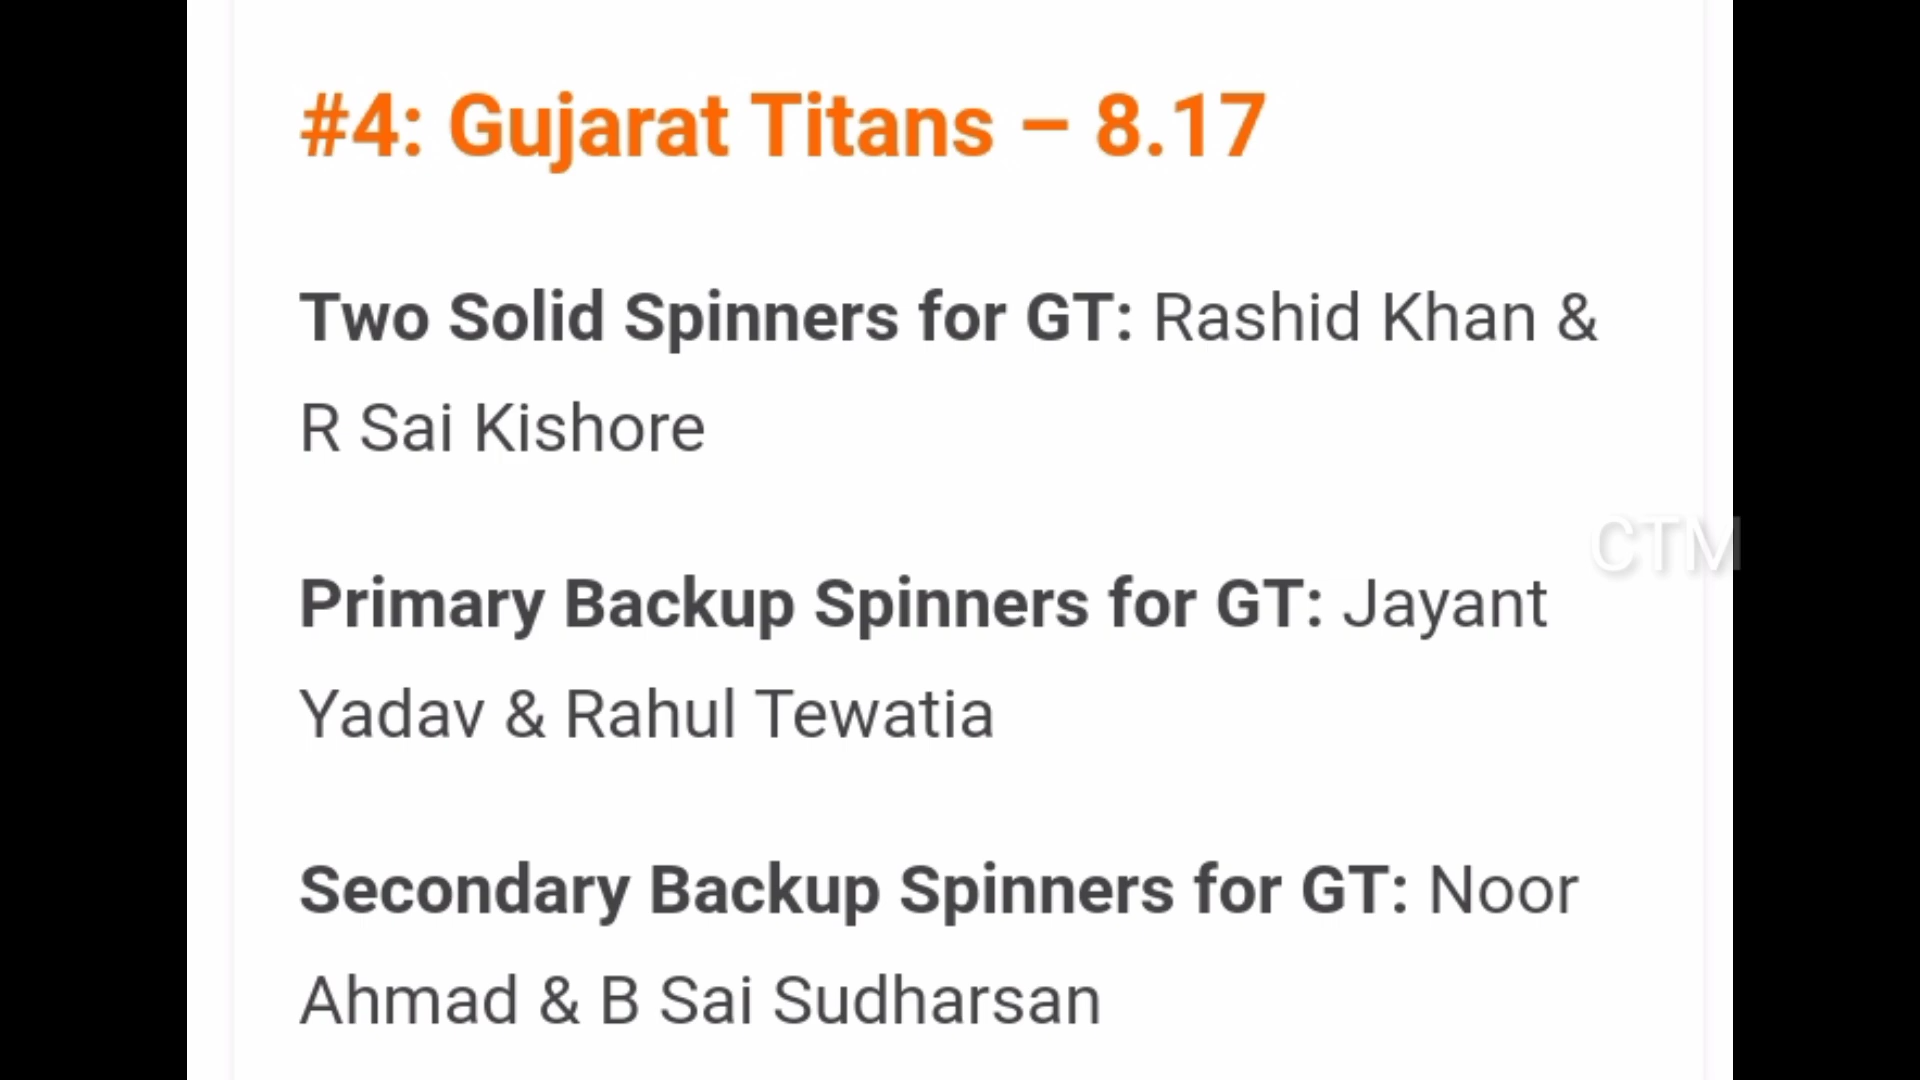 #4: Gujarat Titans – 8.17
Two Solid Spinners for GT: Rashid Khan &
R Sai Kishore
CTM
Primary Backup Spinners for GT: Jayant
Yadav & Rahul Tewatia
Secondary Backup Spinners for GT: Noor
Ahmad & B Sai Sudharsan